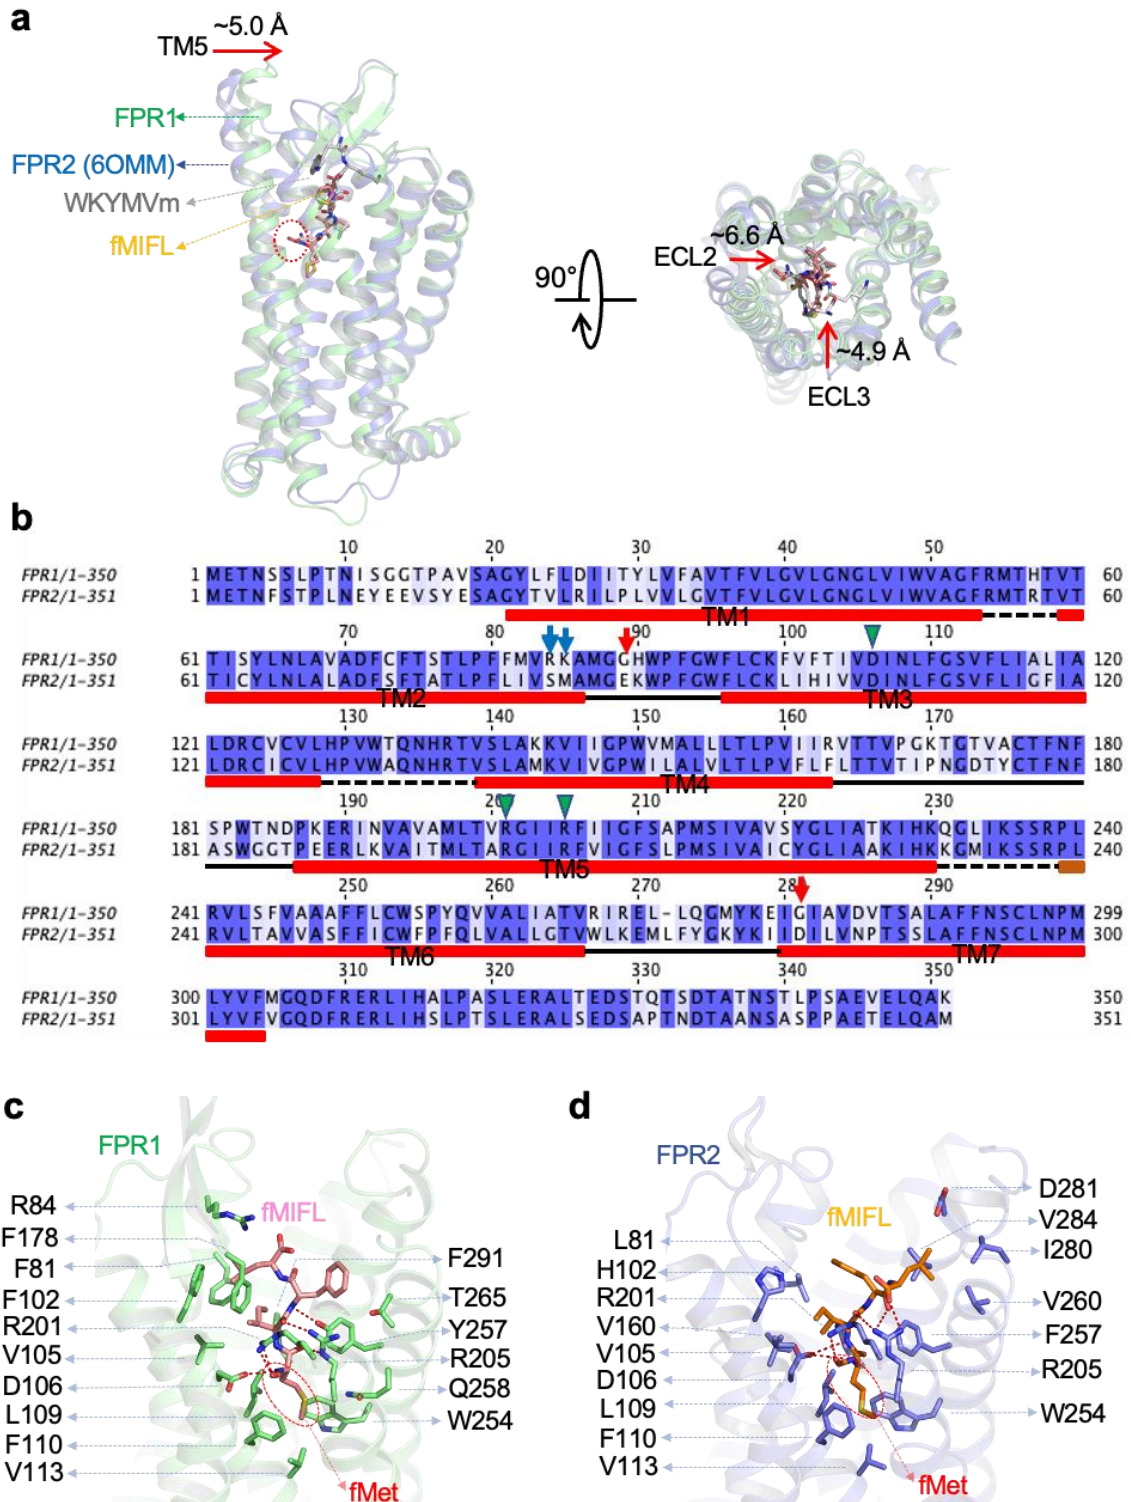 a
~5.0 Å
TM5
FPR1
FPR2 (6OMM)
WKYMVm
fMIFL
90°
~6.6 Å
ECL2
~4.9 Å
ECL3
b
10 20 30 40 50
FPR1/1-350 1 METNSSLPTNISGGTPAVSAGYLFLDIITYLVFAVTFVLGVLGNGLVIWVAGFRMTHTVT 60
FPR2/1-351 1 METNFSTPLNEYEEVSYESAGYTVLRILPLVVLGVTFVLGVLGNGLVIWVAGFRMTRTVT 60
TM1
70 80 90 100 110
FPR1/1-350 61 TISYLNLAVADFCFTSTLPFFMVRKAMGGHWPFGWFLCKFVFTIVDINLFGSVFLIALIA 120
FPR2/1-351 61 TICYLNLALADFSFTATLPFLIVSMAMGEKWPFGWFLCKLIHIVVDINLFGSVFLIGFIA 120
TM2 TM3
130 140 150 160 170
FPR1/1-350 121 LDRCVCVLHPVWTQNHRTVSLAKKVIIGPWVMALLLTLPVIIRVTTVPGKTGTVACTFNF 180
FPR2/1-351 121 LDRCICVLHPVWAQNHRTVSLAMKVIVGPWILALVLTLPVFLFLTTVTIPNGDTYCTFNF 180
TM4
190 200 210 220 230
FPR1/1-350 181 SPWTNDPKERINVAVAMLTVRGIIRFIIGFSAPMSIVAVSYGLIATKIHKQGLIKSSRPL 240
FPR2/1-351 181 ASWGGTPEERLKVAITMLTARGIIRFVIGFSLPMSIVAICYGLIAAKIHKKGMIKSSRPL 240
TM5
250 260 270 280 290
FPR1/1-350 241 RVLSFVAAAFFLCWSPYQVVALIATVRIREL-LQGMYKEIGIAVDVTSALAFFNSCLNPM 299
FPR2/1-351 241 RVLTAVVASFFICWFPFQLVALLGTVWLKEMLFYGKYKIIDILVNPTSSLAFFNSCLNPM 300
TM6 TM7
310 320 330 340 350
FPR1/1-350 300 LYVFMGQDFRERLIHALPASLERALTEDSTQTSDTATNSTLPSAEVELQAK 350
FPR2/1-351 301 LYVFVGQDFRERLIHSLPTSLERALSEDSAPTNDTAANSASPPAETELQAM 351
c
FPR1
fMIFL
R84
F178
F81
F102
R201
V105
D106
L109
F110
V113
F291
T265
Y257
R205
Q258
W254
fMet
d
FPR2
fMIFL
L81
H102
R201
V160
V105
D106
L109
F110
V113
D281
V284
I280
V260
F257
R205
W254
fMet